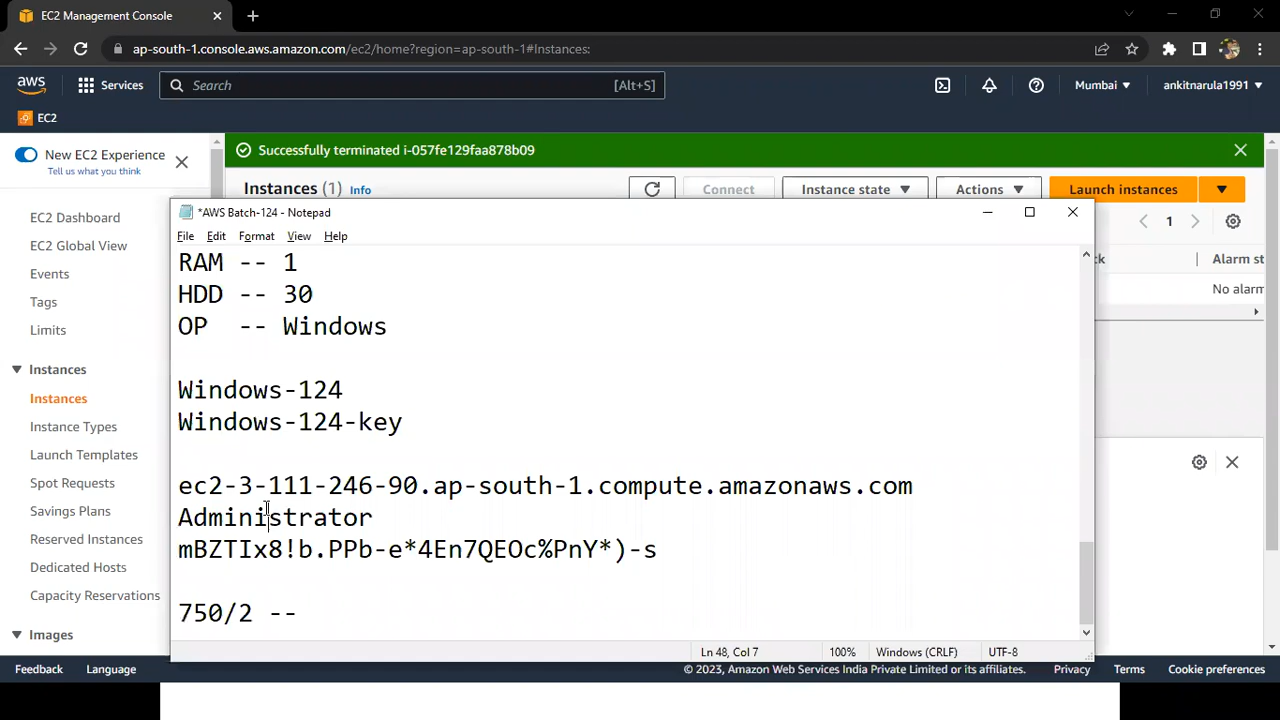 EC2 Management Console
ap-south-1.console.aws.amazon.com/ec2/home?region=ap-south-1#Instances:
aws
Services
Search
[Alt+S]
Mumbai
ankitnarula1991
EC2
New EC2 Experience
Tell us what you think
Successfully terminated i-057fe129faa878b09
Instances (1) Info
Connect
Instance state
Actions
Launch instances
1
Alarm st
No alarm
EC2 Dashboard
EC2 Global View
Events
Tags
Limits
Instances
Instances
Instance Types
Launch Templates
Spot Requests
Savings Plans
Reserved Instances
Dedicated Hosts
Capacity Reservations
Images
*AWS Batch-124 - Notepad
File Edit Format View Help
RAM -- 1
HDD -- 30
OP -- Windows
Windows-124
Windows-124-key
ec2-3-111-246-90.ap-south-1.compute.amazonaws.com
Administrator
mBZTIx8!b.PPb-e*4En7QEOc%PnY*)-s
750/2 --
Ln 48, Col 7
100%
Windows (CRLF)
UTF-8
Feedback
Language
© 2023, Amazon Web Services India Private Limited or its affiliates.
Privacy
Terms
Cookie preferences